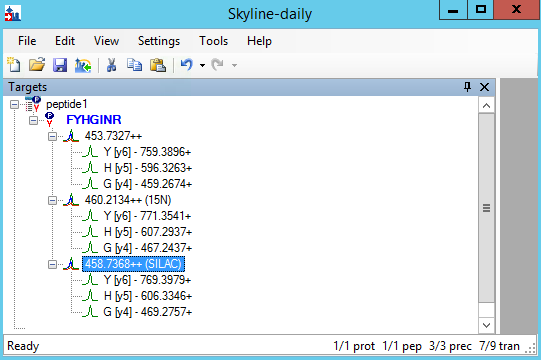 Skyline-daily
File Edit View Settings Tools Help
Targets
peptide1
FYHGINR
453.7327++
Y [y6] - 759.3896+
H [y5] - 596.3263+
G [y4] - 459.2674+
460.2134++ (15N)
Y [y6] - 771.3541+
H [y5] - 607.2937+
G [y4] - 467.2437+
458.7368++ (SILAC)
Y [y6] - 769.3979+
H [y5] - 606.3346+
G [y4] - 469.2757+
Ready 1/1 prot 1/1 pep 3/3 prec 7/9 tran